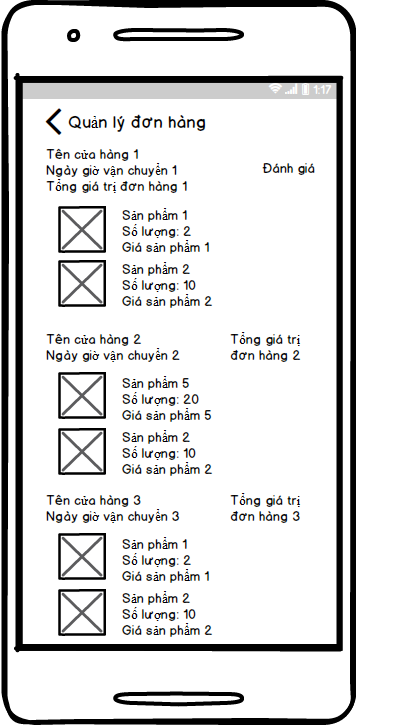 1:17
Quản lý đơn hàng
Tên cửa hàng 1
Ngày giờ vận chuyển 1
Đánh giá
Tổng giá trị đơn hàng 1
Sản phẩm 1
Số lượng: 2
Giá sản phẩm 1
Sản phẩm 2
Số lượng: 10
Giá sản phẩm 2
Tên cửa hàng 2
Ngày giờ vận chuyển 2
Tổng giá trị
đơn hàng 2
Sản phẩm 5
Số lượng: 20
Giá sản phẩm 5
Sản phẩm 2
Số lượng: 10
Giá sản phẩm 2
Tên cửa hàng 3
Ngày giờ vận chuyển 3
Tổng giá trị
đơn hàng 3
Sản phẩm 1
Số lượng: 2
Giá sản phẩm 1
Sản phẩm 2
Số lượng: 10
Giá sản phẩm 2